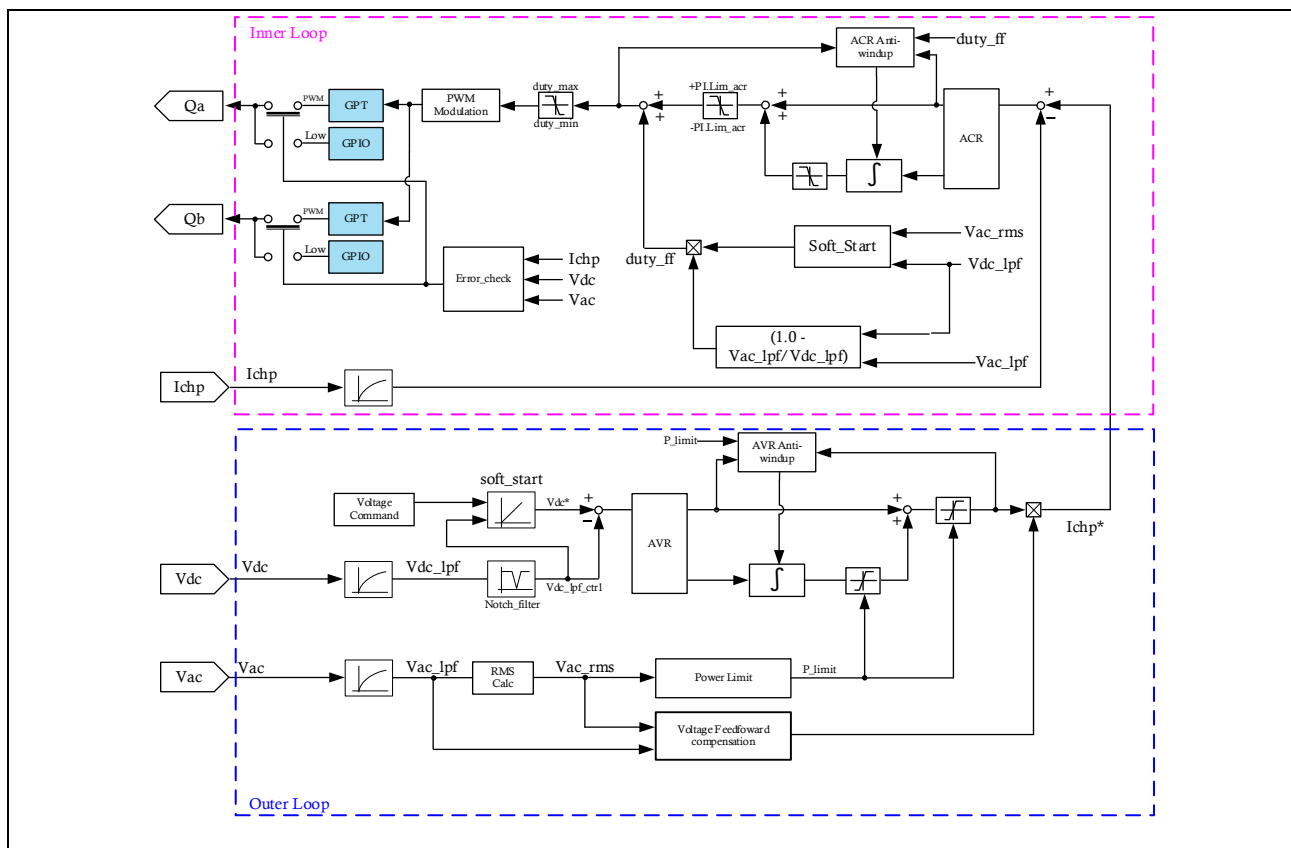 Inner Loop
ACR Anti-
windup
duty_ff
Qa
PWM
GPT
Low
GPIO
PWM
Modulation
duty_max
duty_min
+
+
+PI.Lim_acr
-PI.Lim_acr
+
+
ACR
+
−
∫
Qb
PWM
GPT
Low
GPIO
Error_check
Ichp
Vdc
Vac
duty_ff
Soft_Start
Vac_rms
Vdc_lpf
(1.0 -
Vac_lpf/Vdc_lpf)
Vac_lpf
Ichp
Ichp
P_limit
AVR Anti-
windup
Voltage
Command
soft_start
Vdc*
+
−
AVR
∫
+
+
Ichp*
Vdc
Vdc
Vdc_lpf
Notch_filter
Vdc_lpf_ctrl
Vac
Vac
Vac_lpf
RMS
Calc
Vac_rms
Power Limit
P_limit
Voltage Feedfoward
compensation
Outer Loop